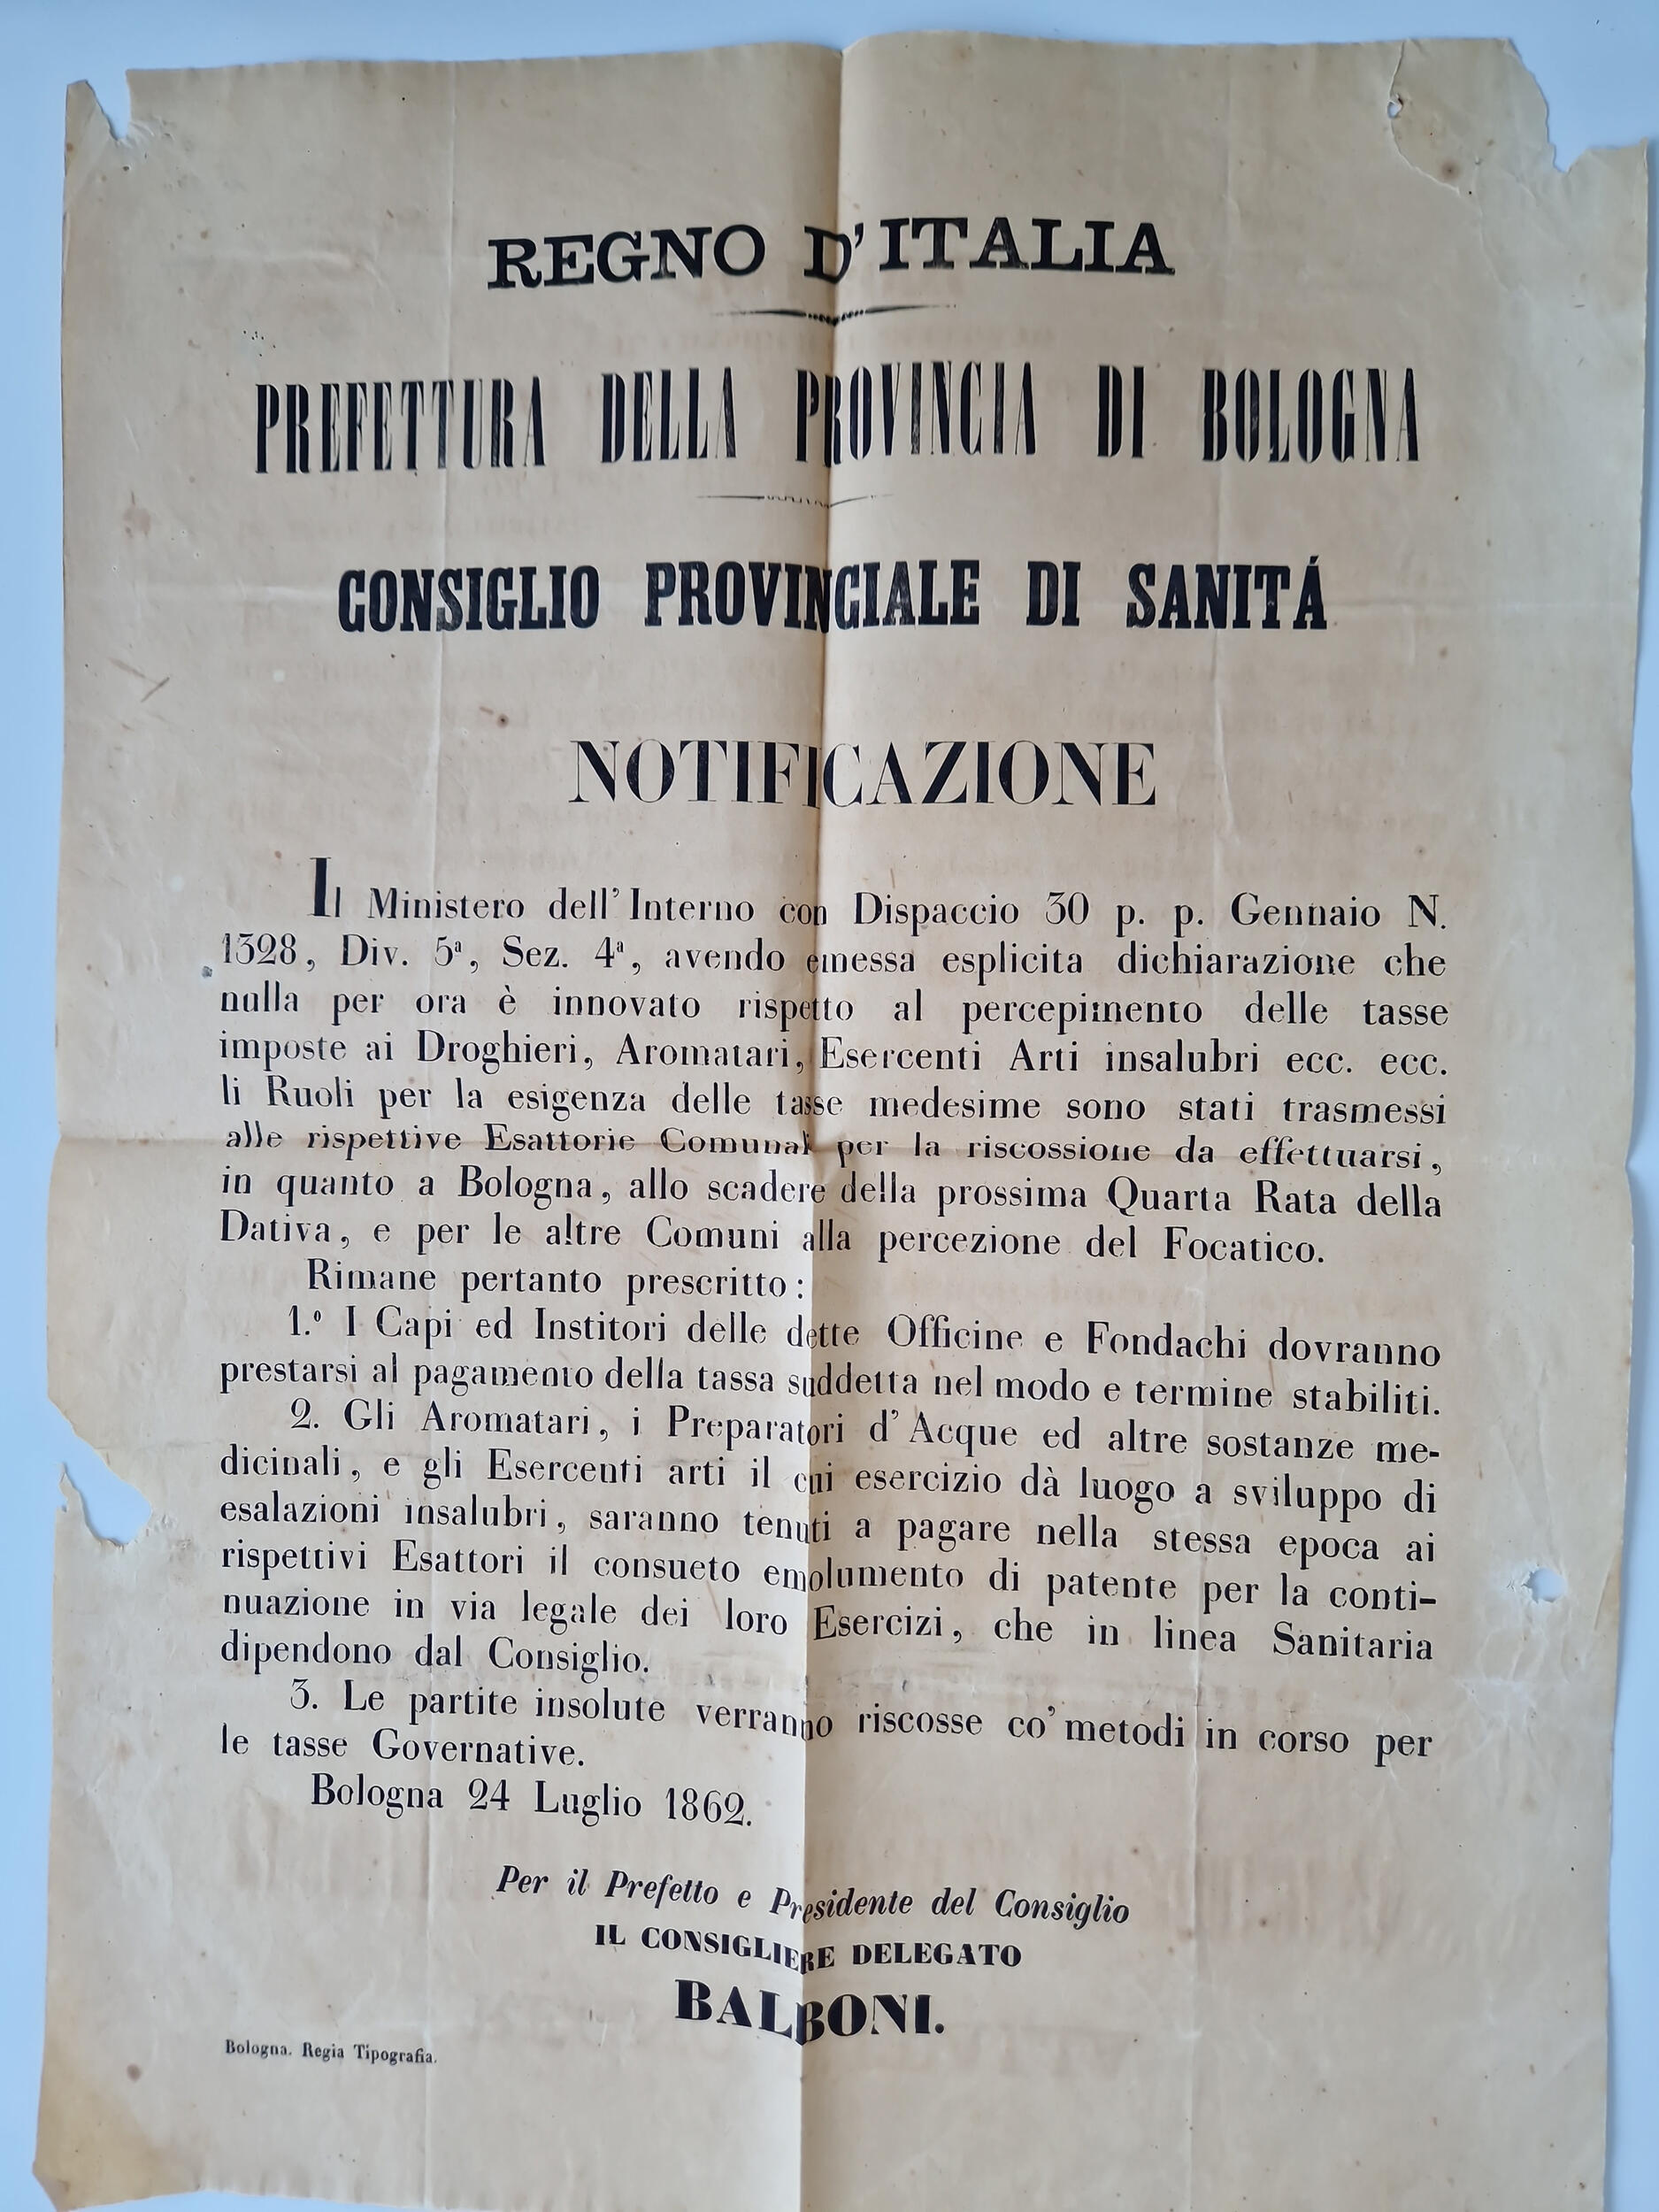 REGNO D'ITALIA
PREFETTURA DELLA PROVINCIA DI BOLOGNA
CONSIGLIO PROVINCIALE DI SANITÁ
NOTIFICAZIONE
Il Ministero dell'Interno con Dispaccio 30 p. p. Gennaio N.
1328, Div. 5ª, Sez. 4ª, avendo emessa esplicita dichiarazione che
nulla per ora è innovato rispetto al percepimento delle tasse
imposte ai Droghieri, Aromatari, Esercenti Arti insalubri ecc. ecc.
li Ruoli per la esigenza delle tasse medesime sono stati trasmessi
alle rispettive Esattorie Comunali per la riscossione da effettuarsi,
in quanto a Bologna, allo scadere della prossima Quarta Rata della
Dativa, e per le altre Comuni alla percezione del Focatico.
Rimane pertanto prescritto:
1.º I Capi ed Institori delle dette Officine e Fondachi dovranno
prestarsi al pagamento della tassa suddetta nel modo e termine stabiliti.
2. Gli Aromatari, i Preparatori d'Acque ed altre sostanze me-
dicinali, e gli Esercenti arti il cui esercizio dà luogo a sviluppo di
esalazioni insalubri, saranno tenuti a pagare nella stessa epoca ai
rispettivi Esattori il consueto emolumento di patente per la conti-
nuazione in via legale dei loro Esercizi, che in linea Sanitaria
dipendono dal Consiglio.
3. Le partite insolute verranno riscosse co' metodi in corso per
le tasse Governative.
Bologna 24 Luglio 1862.
Per il Prefetto e Presidente del Consiglio
IL CONSIGLIERE DELEGATO
BALBONI.
Bologna. Regia Tipografia.